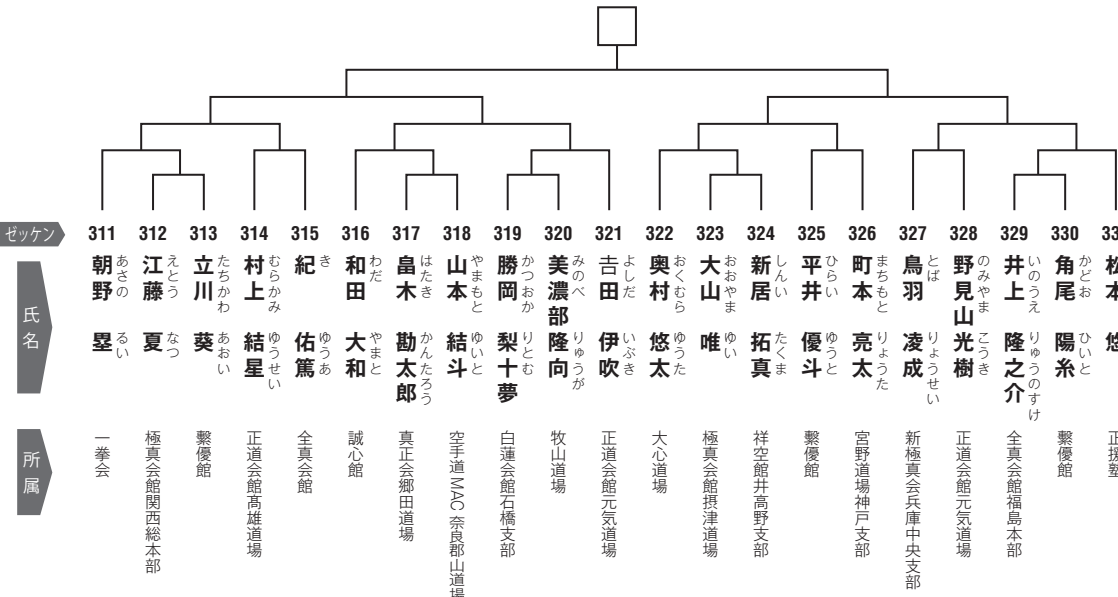 ゼッケン
311 312 313 314 315 316 317 318 319 320 321 322 323 324 325 326 327 328 329 330
氏名
朝野 塁
あさの るい
江藤 夏
えとう なつ
立川 葵
たちかわ あおい
村上 結星
むらかみ ゆうせい
紀 佑篤
き ゆうあ
和田 大和
わだ やまと
畠木 勘太郎
はたき かんたろう
山本 結斗
やまもと ゆいと
勝岡 梨十夢
かつおか りとむ
美濃部 隆向
みのべ りゅうが
𠮷田 伊吹
よしだ いぶき
奥村 悠太
おくむら ゆうた
大山 唯
おおやま ゆい
新居 拓真
しんい たくま
平井 優斗
ひらい ゆうと
町本 亮太
まちもと りょうた
鳥羽 凌成
とば りょうせい
野見山 光樹
のみやま こうき
井上 隆之介
いのうえ りゅうのすけ
角尾 陽糸
かどお ひいと
所属
一拳会
極真会館関西総本部
繋優館
正道会館髙雄道場
全真会館
誠心館
真正会郷田道場
空手道 MAC 奈良郡山道場
白蓮会館石橋支部
牧山道場
正道会館元気道場
大心道場
極真会館摂津道場
祥空館井高野支部
繋優館
宮野道場神戸支部
新極真会兵庫中央支部
正道会館元気道場
全真会館福島本部
繋優館